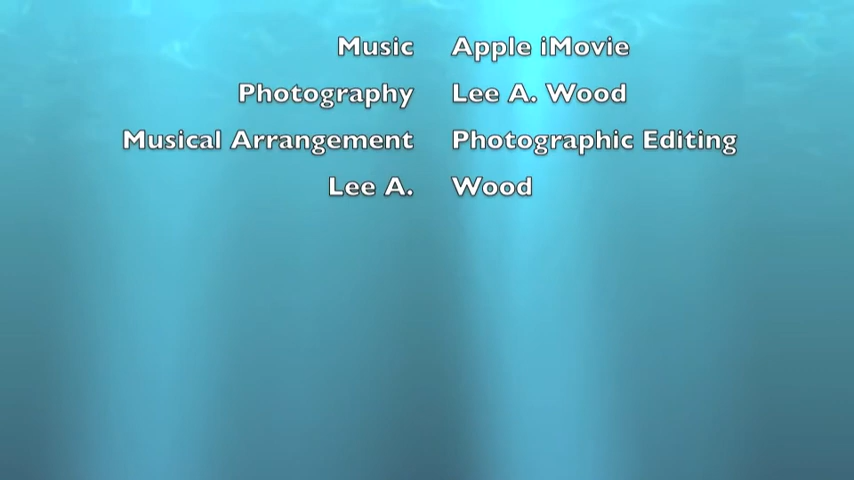 Music Apple iMovie
Photography Lee A. Wood
Musical Arrangement Photographic Editing
Lee A. Wood